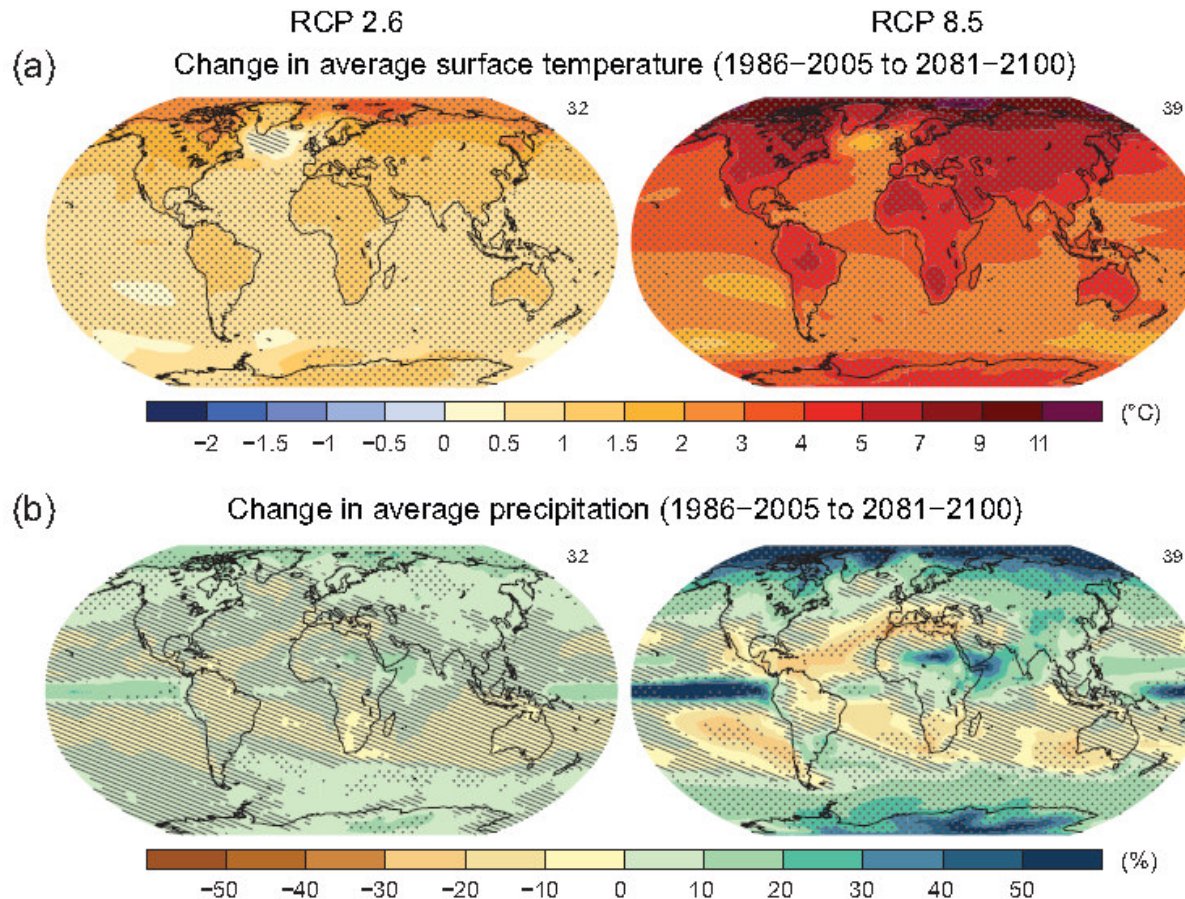 RCP 2.6 RCP 8.5
(a) Change in average surface temperature (1986−2005 to 2081−2100)
32 39
−2 −1.5 −1 −0.5 0 0.5 1 1.5 2 3 4 5 7 9 11 (°C)
(b) Change in average precipitation (1986−2005 to 2081−2100)
32 39
−50 −40 −30 −20 −10 0 10 20 30 40 50 (%)